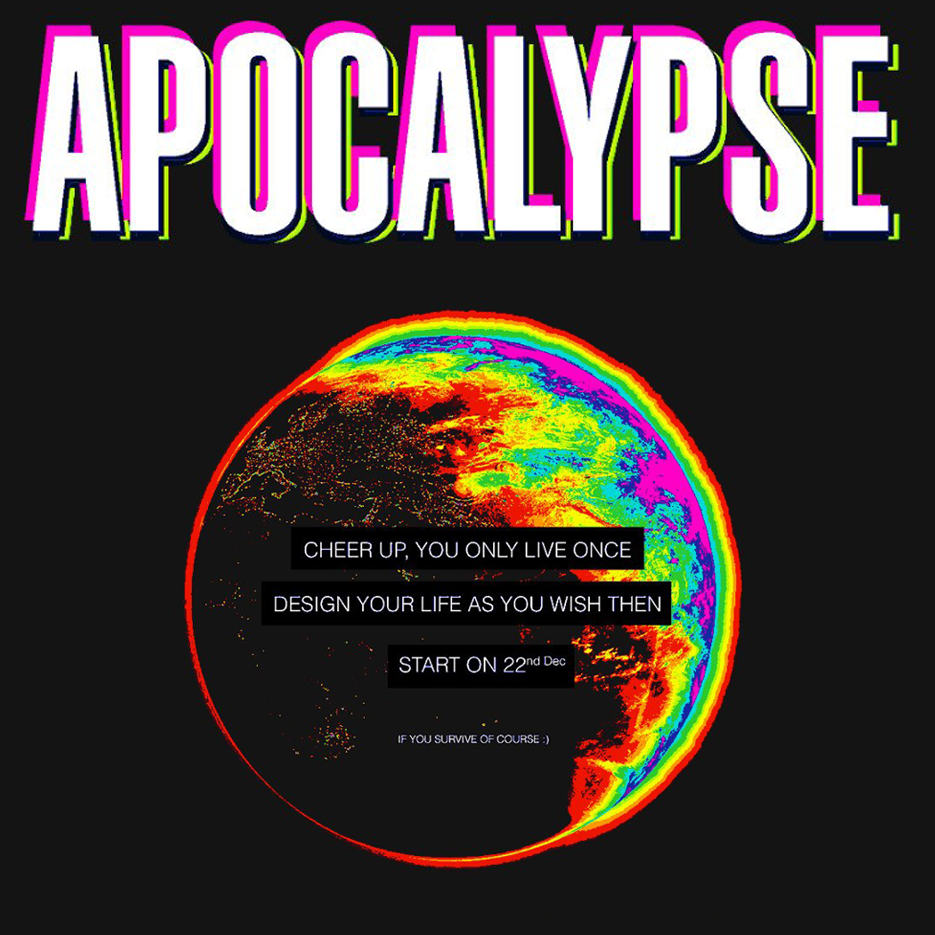 APOCALYPSE
CHEER UP, YOU ONLY LIVE ONCE
DESIGN YOUR LIFE AS YOU WISH THEN
START ON 22nd Dec
IF YOU SURVIVE OF COURSE :)